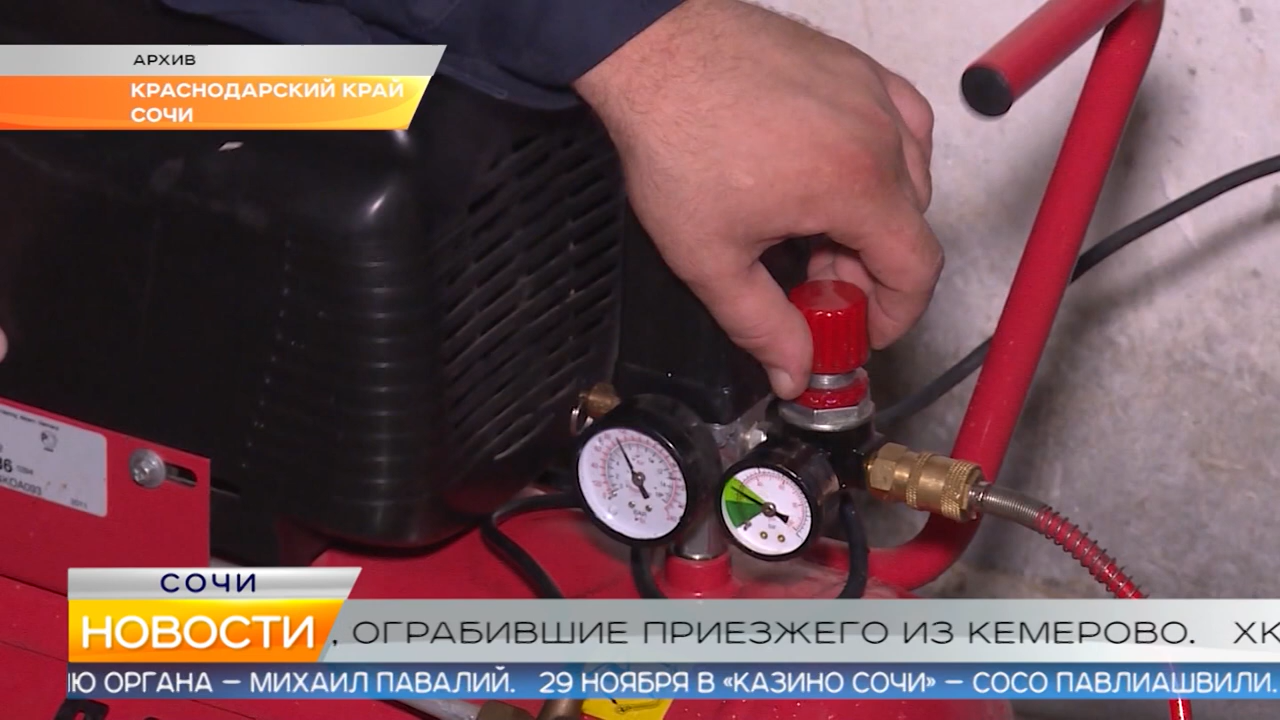 АРХИВ
КРАСНОДАРСКИЙ КРАЙ
СОЧИ
СОЧИ
НОВОСТИ
, ОГРАБИВШИЕ ПРИЕЗЖЕГО ИЗ КЕМЕРОВО. ХК
Ю ОРГАНА – МИХАИЛ ПАВАЛИЙ. 29 НОЯБРЯ В «КАЗИНО СОЧИ» – СОСО ПАВЛИАШВИЛИ.